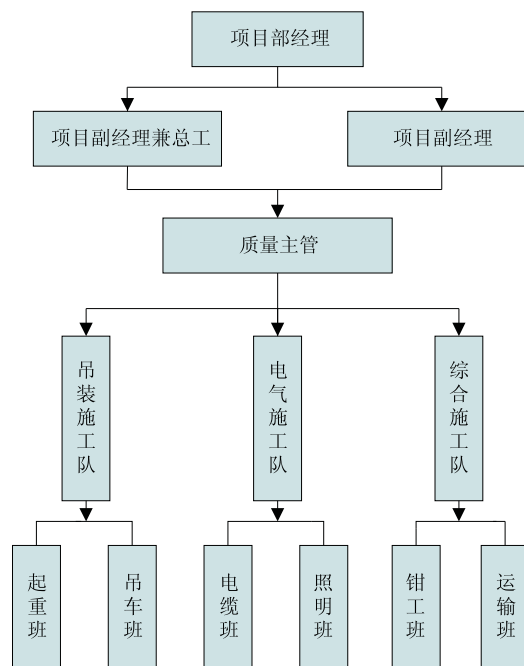 项目部经理
项目副经理兼总工
项目副经理
质量主管
吊装施工队
电气施工队
综合施工队
起重班
吊车班
电缆班
照明班
钳工班
运输班